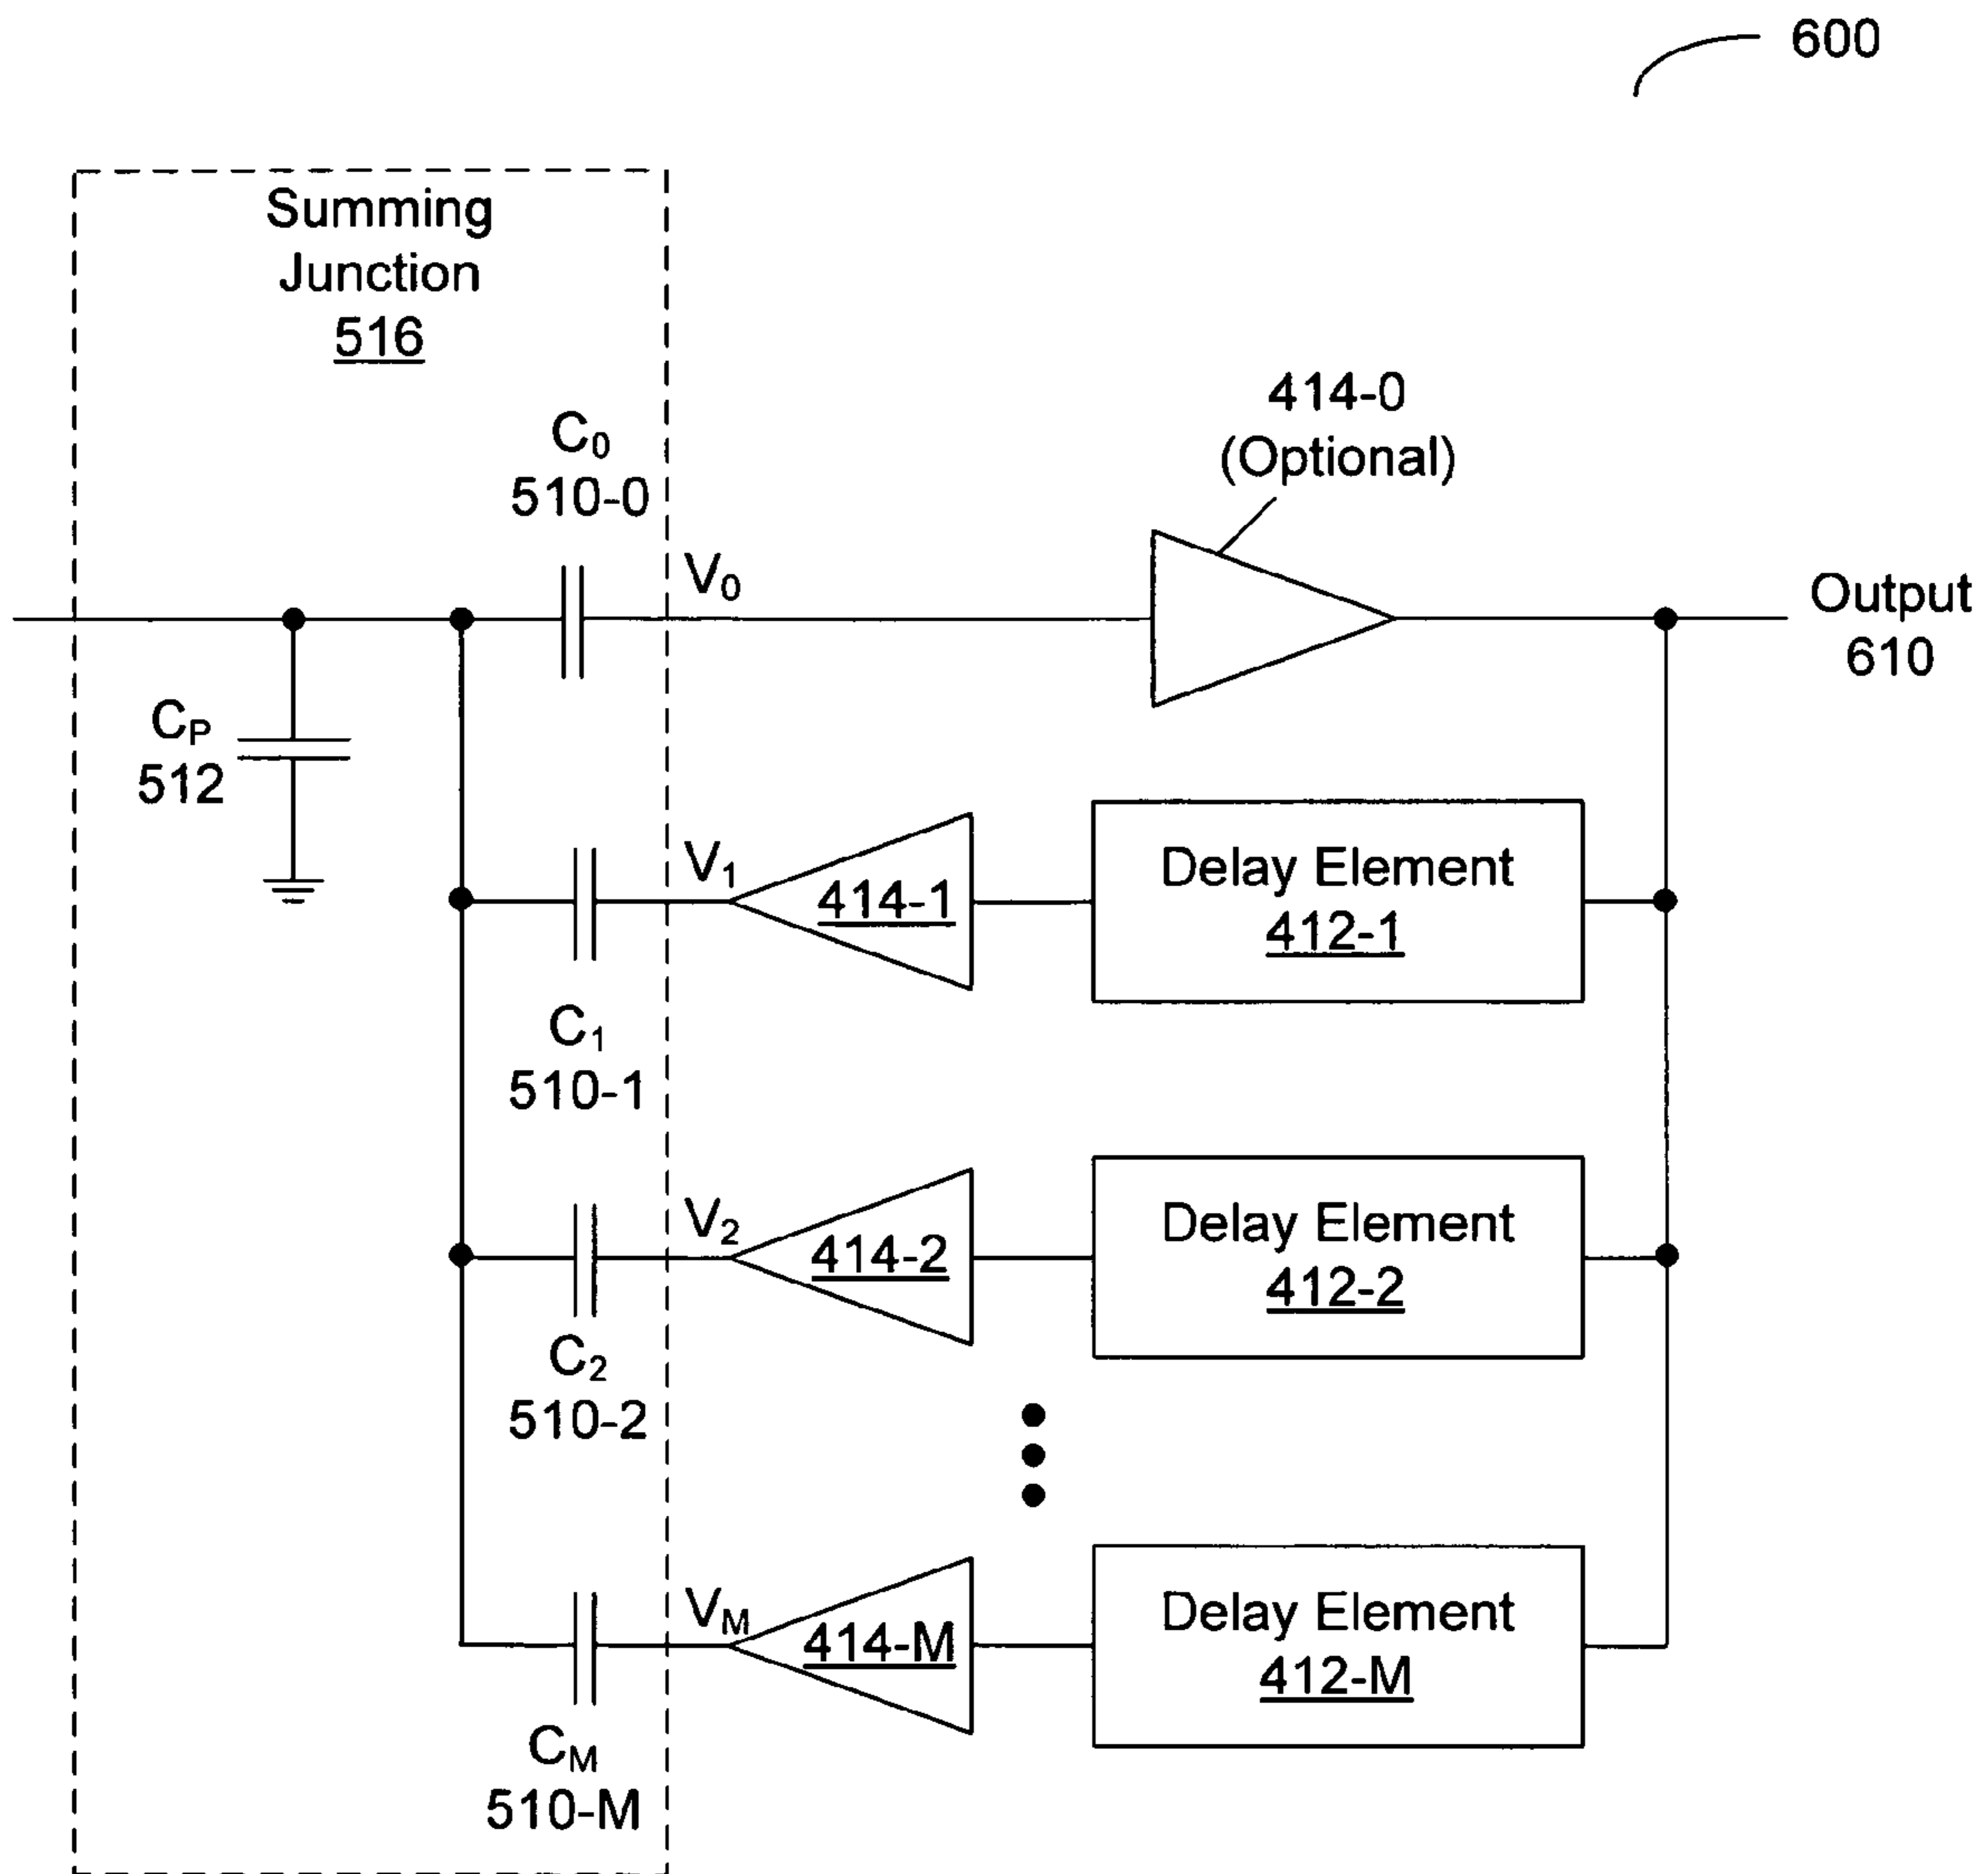 600
Summing
Junction
516
414-0
(Optional)
C₀
510-0
V₀
Output
610
Cₚ
512
V₁
414-1
Delay Element
412-1
C₁
510-1
V₂
414-2
Delay Element
412-2
C₂
510-2
V_M
414-M
Delay Element
412-M
C_M
510-M